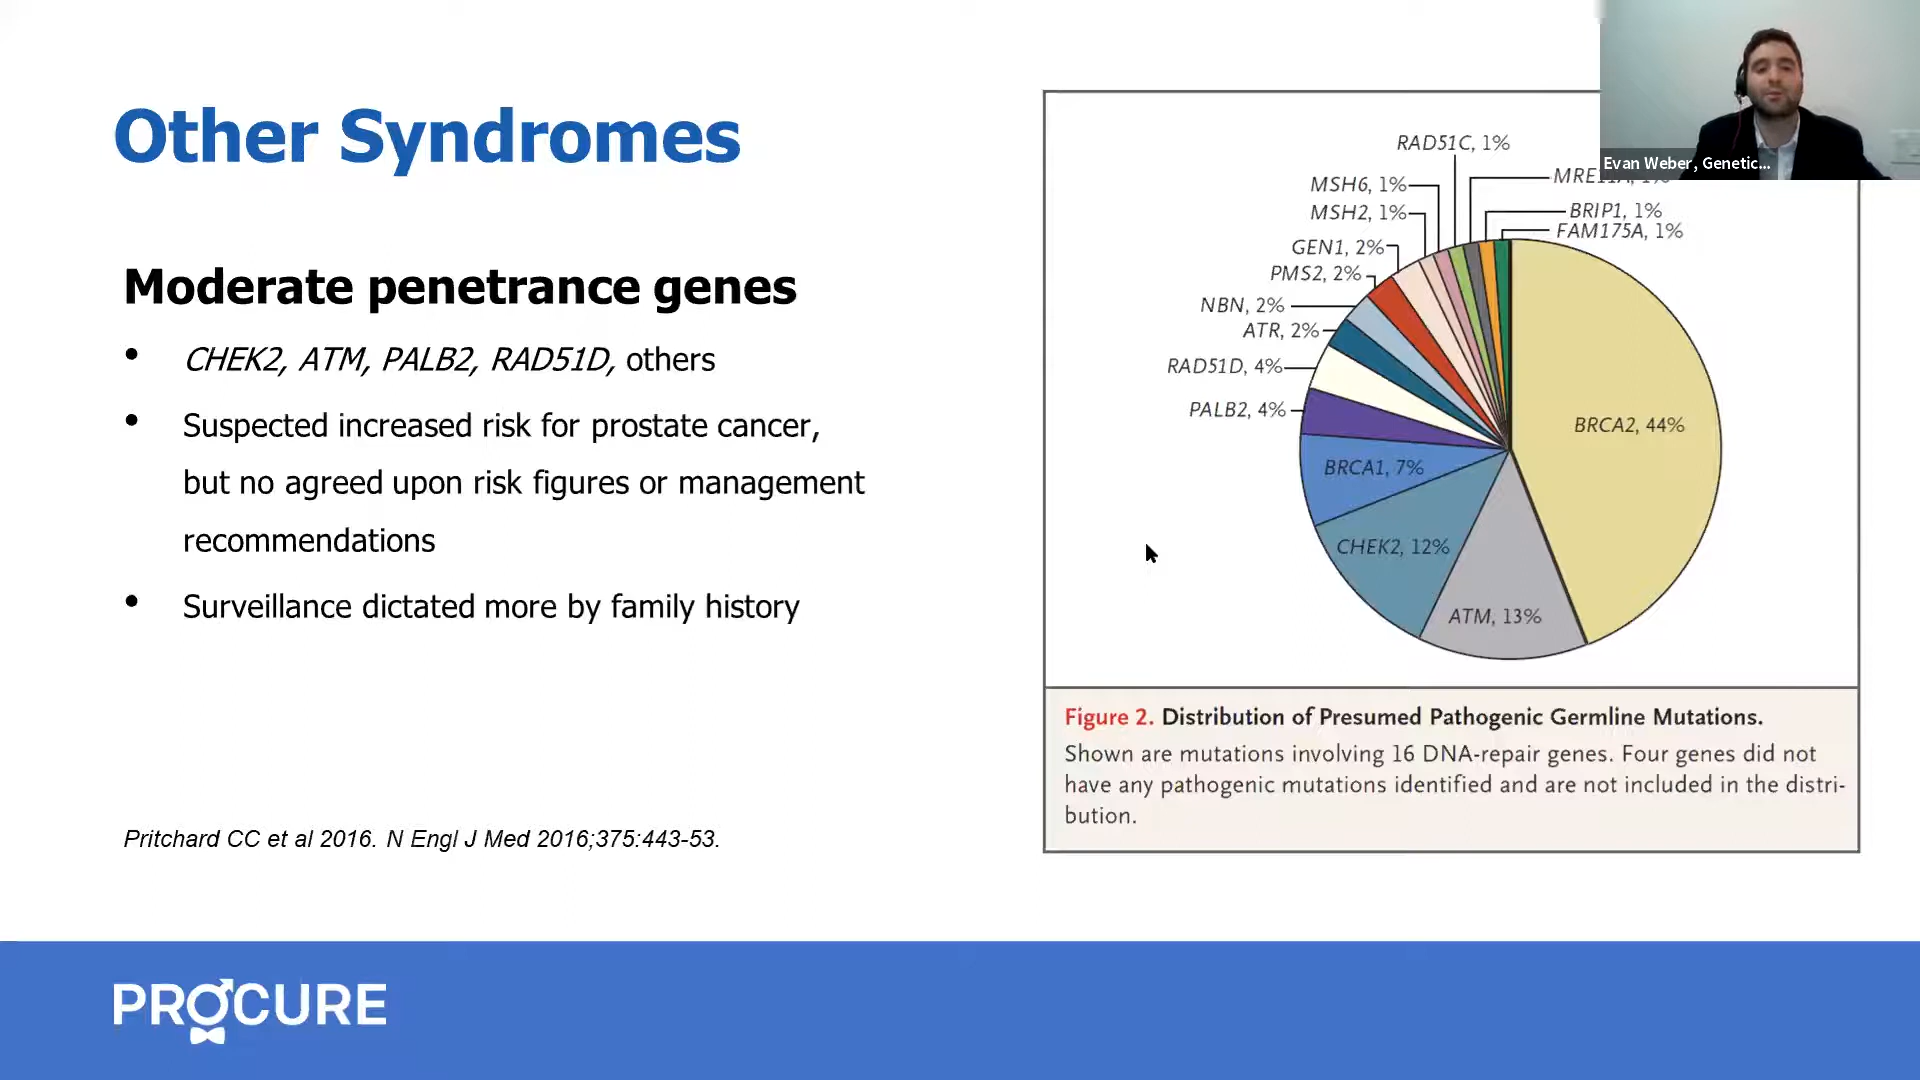 Other Syndromes
Moderate penetrance genes
• CHEK2, ATM, PALB2, RAD51D, others
• Suspected increased risk for prostate cancer,
but no agreed upon risk figures or management
recommendations
• Surveillance dictated more by family history
Pritchard CC et al 2016. N Engl J Med 2016;375:443-53.
Evan Weber, Genetic...
RAD51C, 1%
MSH6, 1%
MSH2, 1%
GEN1, 2%
PMS2, 2%
NBN, 2%
ATR, 2%
RAD51D, 4%
PALB2, 4%
BRIP1, 1%
FAM175A, 1%
BRCA2, 44%
BRCA1, 7%
CHEK2, 12%
ATM, 13%
Figure 2. Distribution of Presumed Pathogenic Germline Mutations.
Shown are mutations involving 16 DNA-repair genes. Four genes did not
have any pathogenic mutations identified and are not included in the distri-
bution.
PROCURE